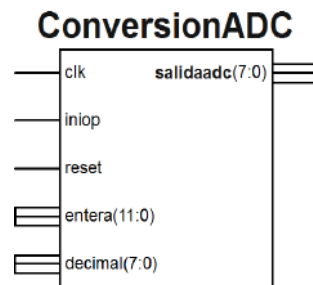 ConversionADC
clk salidaadc(7:0)
iniop
reset
entera(11:0)
decimal(7:0)